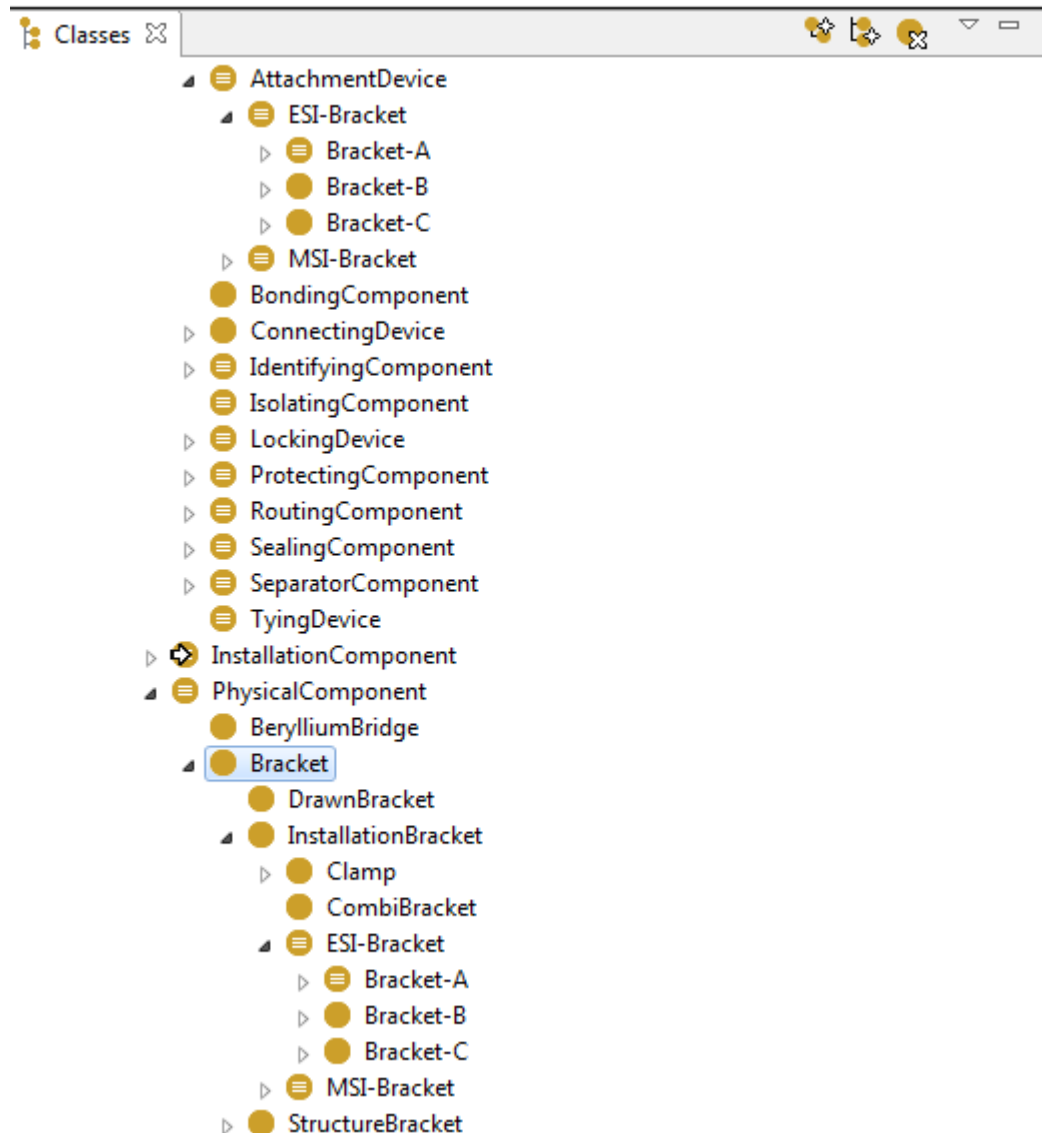 Classes
AttachmentDevice
ESI-Bracket
Bracket-A
Bracket-B
Bracket-C
MSI-Bracket
BondingComponent
ConnectingDevice
IdentifyingComponent
IsolatingComponent
LockingDevice
ProtectingComponent
RoutingComponent
SealingComponent
SeparatorComponent
TyingDevice
InstallationComponent
PhysicalComponent
BerylliumBridge
Bracket
DrawnBracket
InstallationBracket
Clamp
CombiBracket
ESI-Bracket
Bracket-A
Bracket-B
Bracket-C
MSI-Bracket
StructureBracket